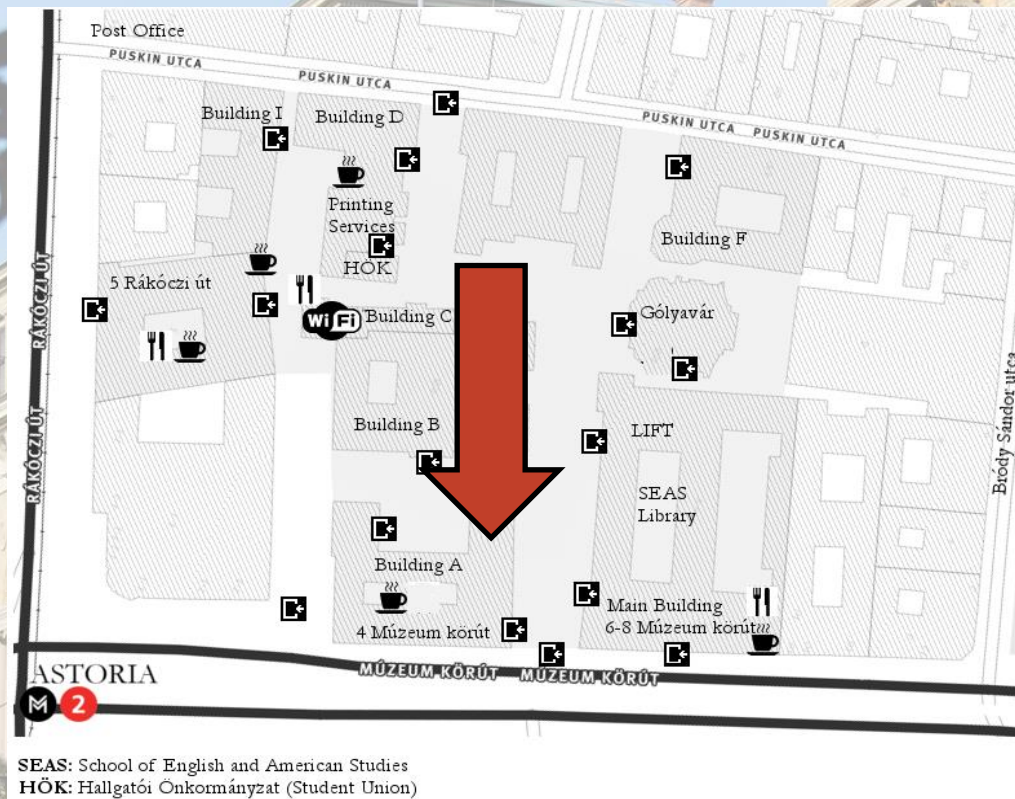 Post Office
PUSKIN UTCA
PUSKIN UTCA
PUSKIN UTCA PUSKIN UTCA
Building I
Building D
Printing
Services
HÖK
Building F
5 Rákóczi út
RÁKÓCZI ÚT
RÁKÓCZI ÚT
WiFi
Building C
Gólyavár
Building B
LIFT
SEAS
Library
Bródy Sándor utca
Building A
4 Múzeum körút
Main Building
6-8 Múzeum körút
MÚZEUM KÖRÚT MÚZEUM KÖRÚT
ASTORIA
M 2
SEAS: School of English and American Studies
HÖK: Hallgatói Önkormányzat (Student Union)